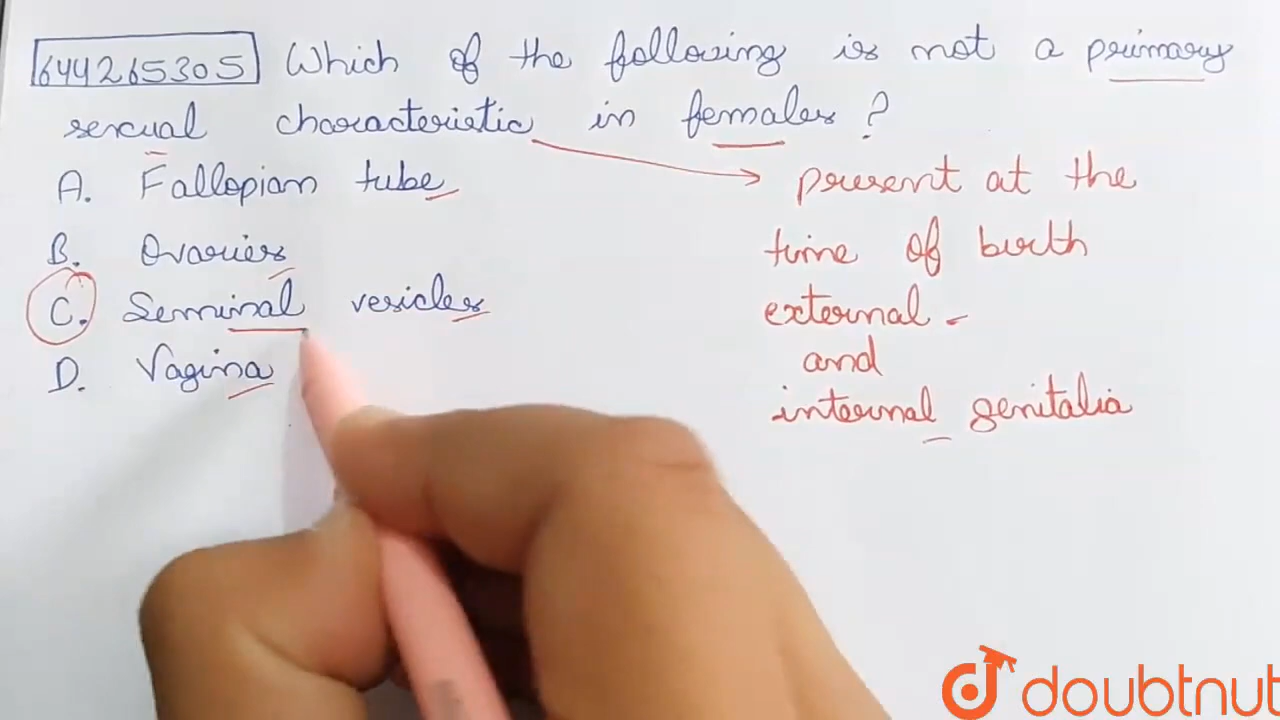 644265305 Which of the following is not a primary
sexual characteristic in females ?
A. Fallopian tube
B. Ovaries
C. Seminal vesicles
D. Vagina
present at the
time of birth
external
and
internal genitalia
doubtnut